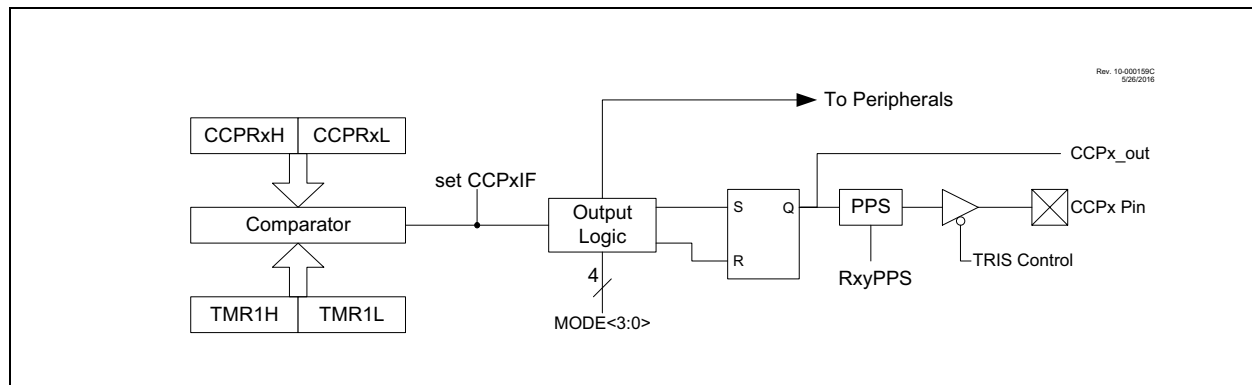 Rev. 10-000159C
5/26/2016
To Peripherals
CCPRxH CCPRxL
CCPx_out
set CCPxIF
Comparator
Output
Logic
S Q
R
PPS
CCPx Pin
TRIS Control
RxyPPS
4
TMR1H TMR1L
MODE<3:0>